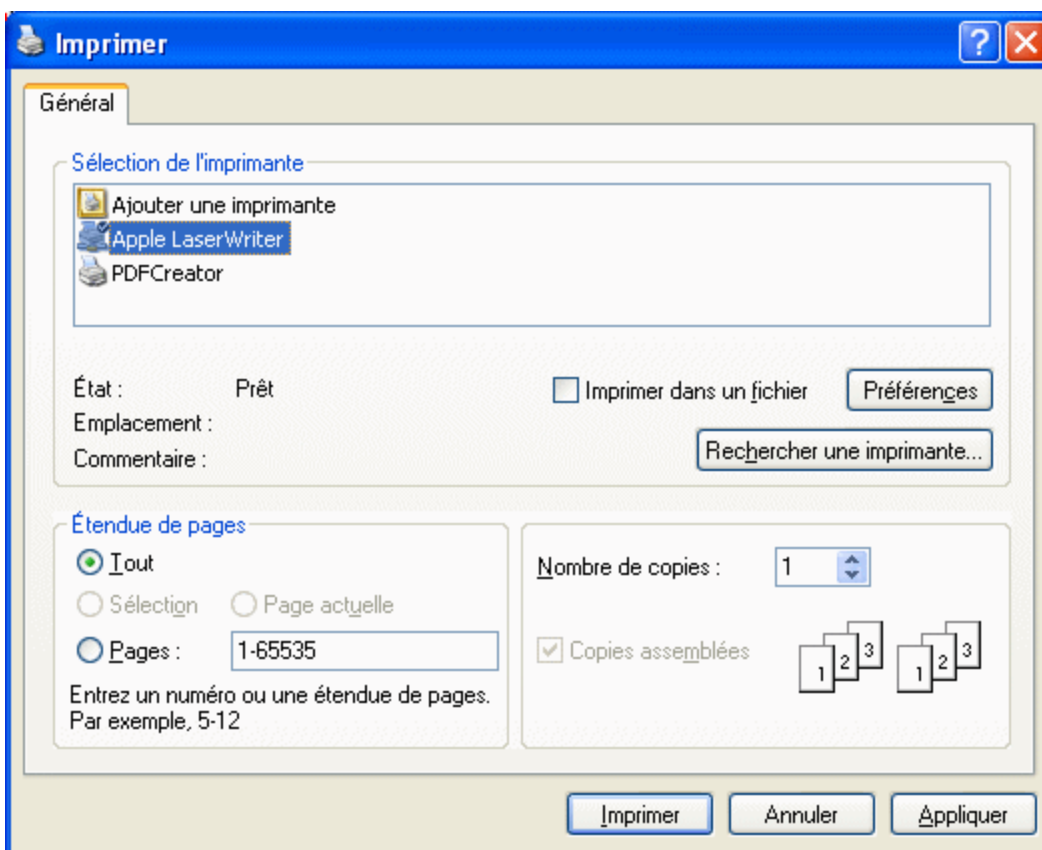 Imprimer
Général
Sélection de l'imprimante
Ajouter une imprimante
Apple LaserWriter
PDFCreator
État : Prêt
Imprimer dans un fichier
Préférences
Emplacement :
Commentaire :
Rechercher une imprimante...
Étendue de pages
Tout
Sélection Page actuelle
Pages : 1-65535
Entrez un numéro ou une étendue de pages.
Par exemple, 5-12
Nombre de copies : 1
Copies assemblées
1 2 3 1 2 3
Imprimer Annuler Appliquer